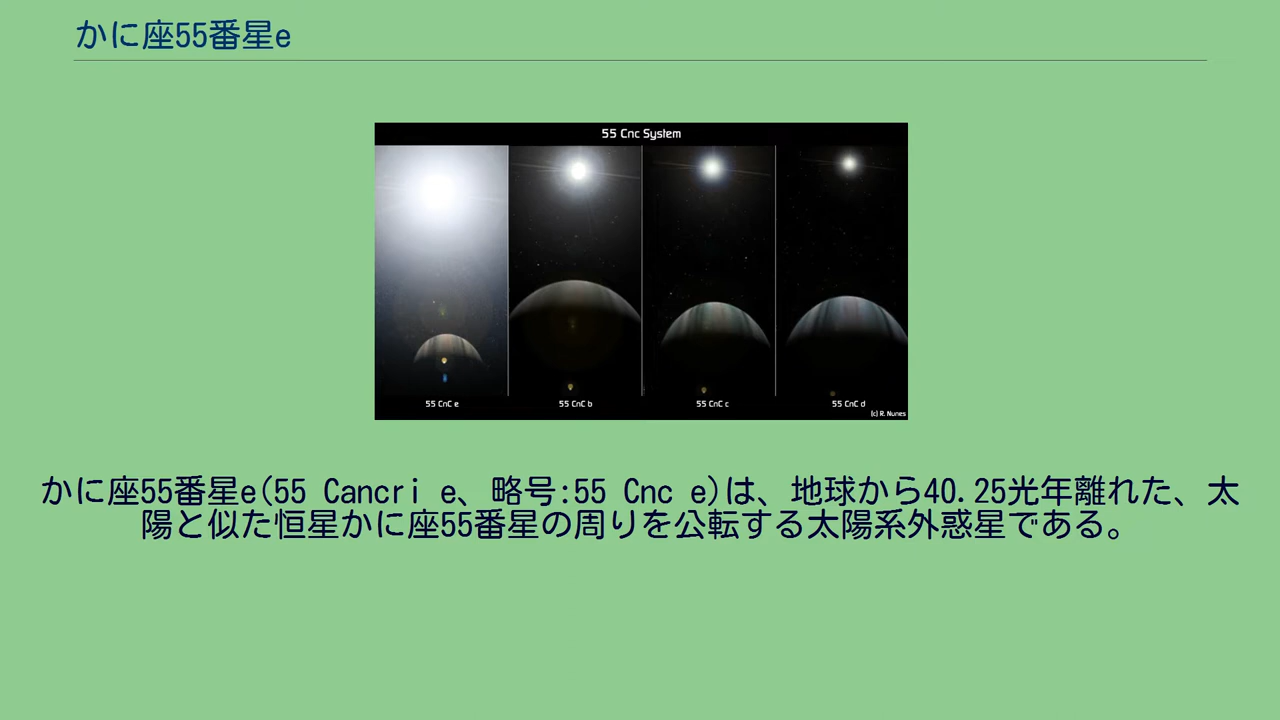 かに座55番星e
55 Cnc System
55 CnC e
55 CnC b
55 CnC c
55 CnC d
(c) R. Nunes
かに座55番星e(55 Cancri e、略号:55 Cnc e)は、地球から40.25光年離れた、太
陽と似た恒星かに座55番星の周りを公転する太陽系外惑星である。